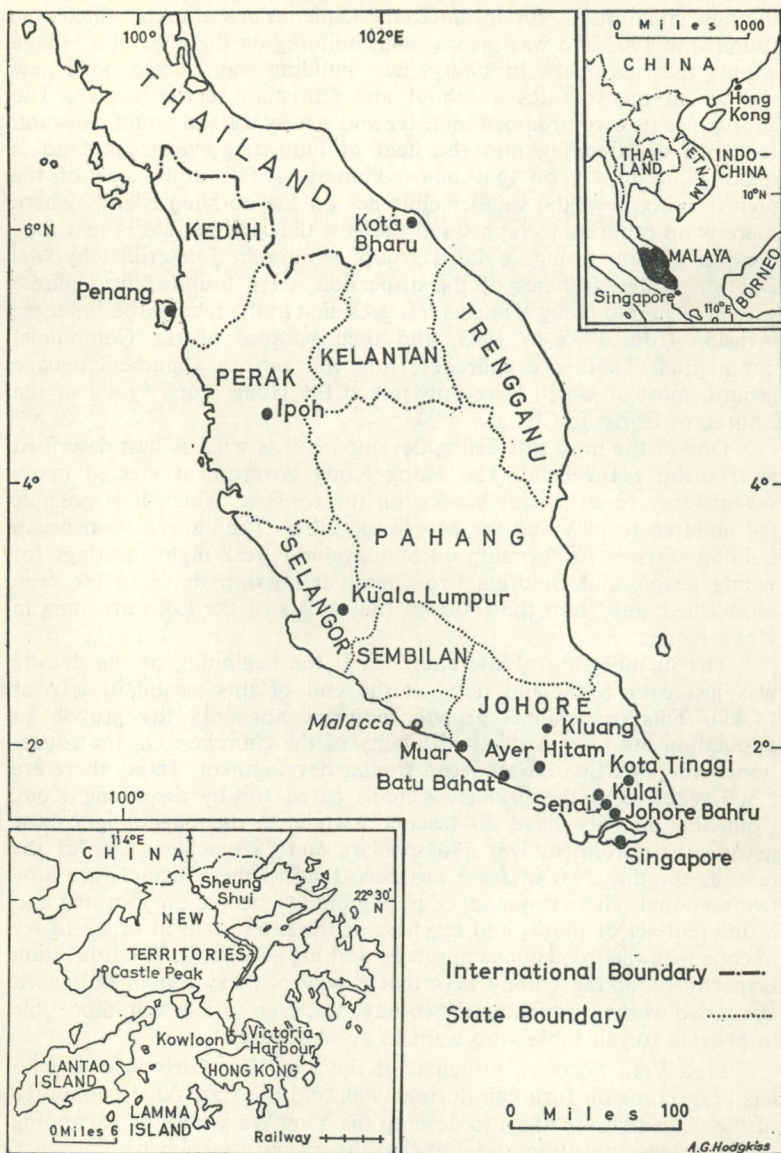 100°
102°E
THAILAND
6°N
KEDAH
Kota
Bharu
Penang
KELANTAN
TRENGGANU
PERAK
Ipoh
4°
PAHANG
SELANGOR
Kuala Lumpur
SEMBILAN
JOHORE
Malacca
Kluang
2°
2°
Muar
Ayer Hitam
Kota Tinggi
Batu Bahat
Kulai
Senai
Johore Bahru
100°
Singapore
International Boundary
State Boundary
0 Miles 100
A.G.Hodgkiss
Miles 1000
CHINA
Hong
Kong
THAI-
LAND
VIETNAM
INDO-
CHINA
10°N
MALAYA
Singapore
110°E
BORNEO
114°E
CHINA
Sheung
Shui
22°30'
N
NEW
TERRITORIES
Castle Peak
Kowloon
Victoria
Harbour
LANTAO
ISLAND
HONG KONG
LAMMA
ISLAND
0 Miles 6
Railway